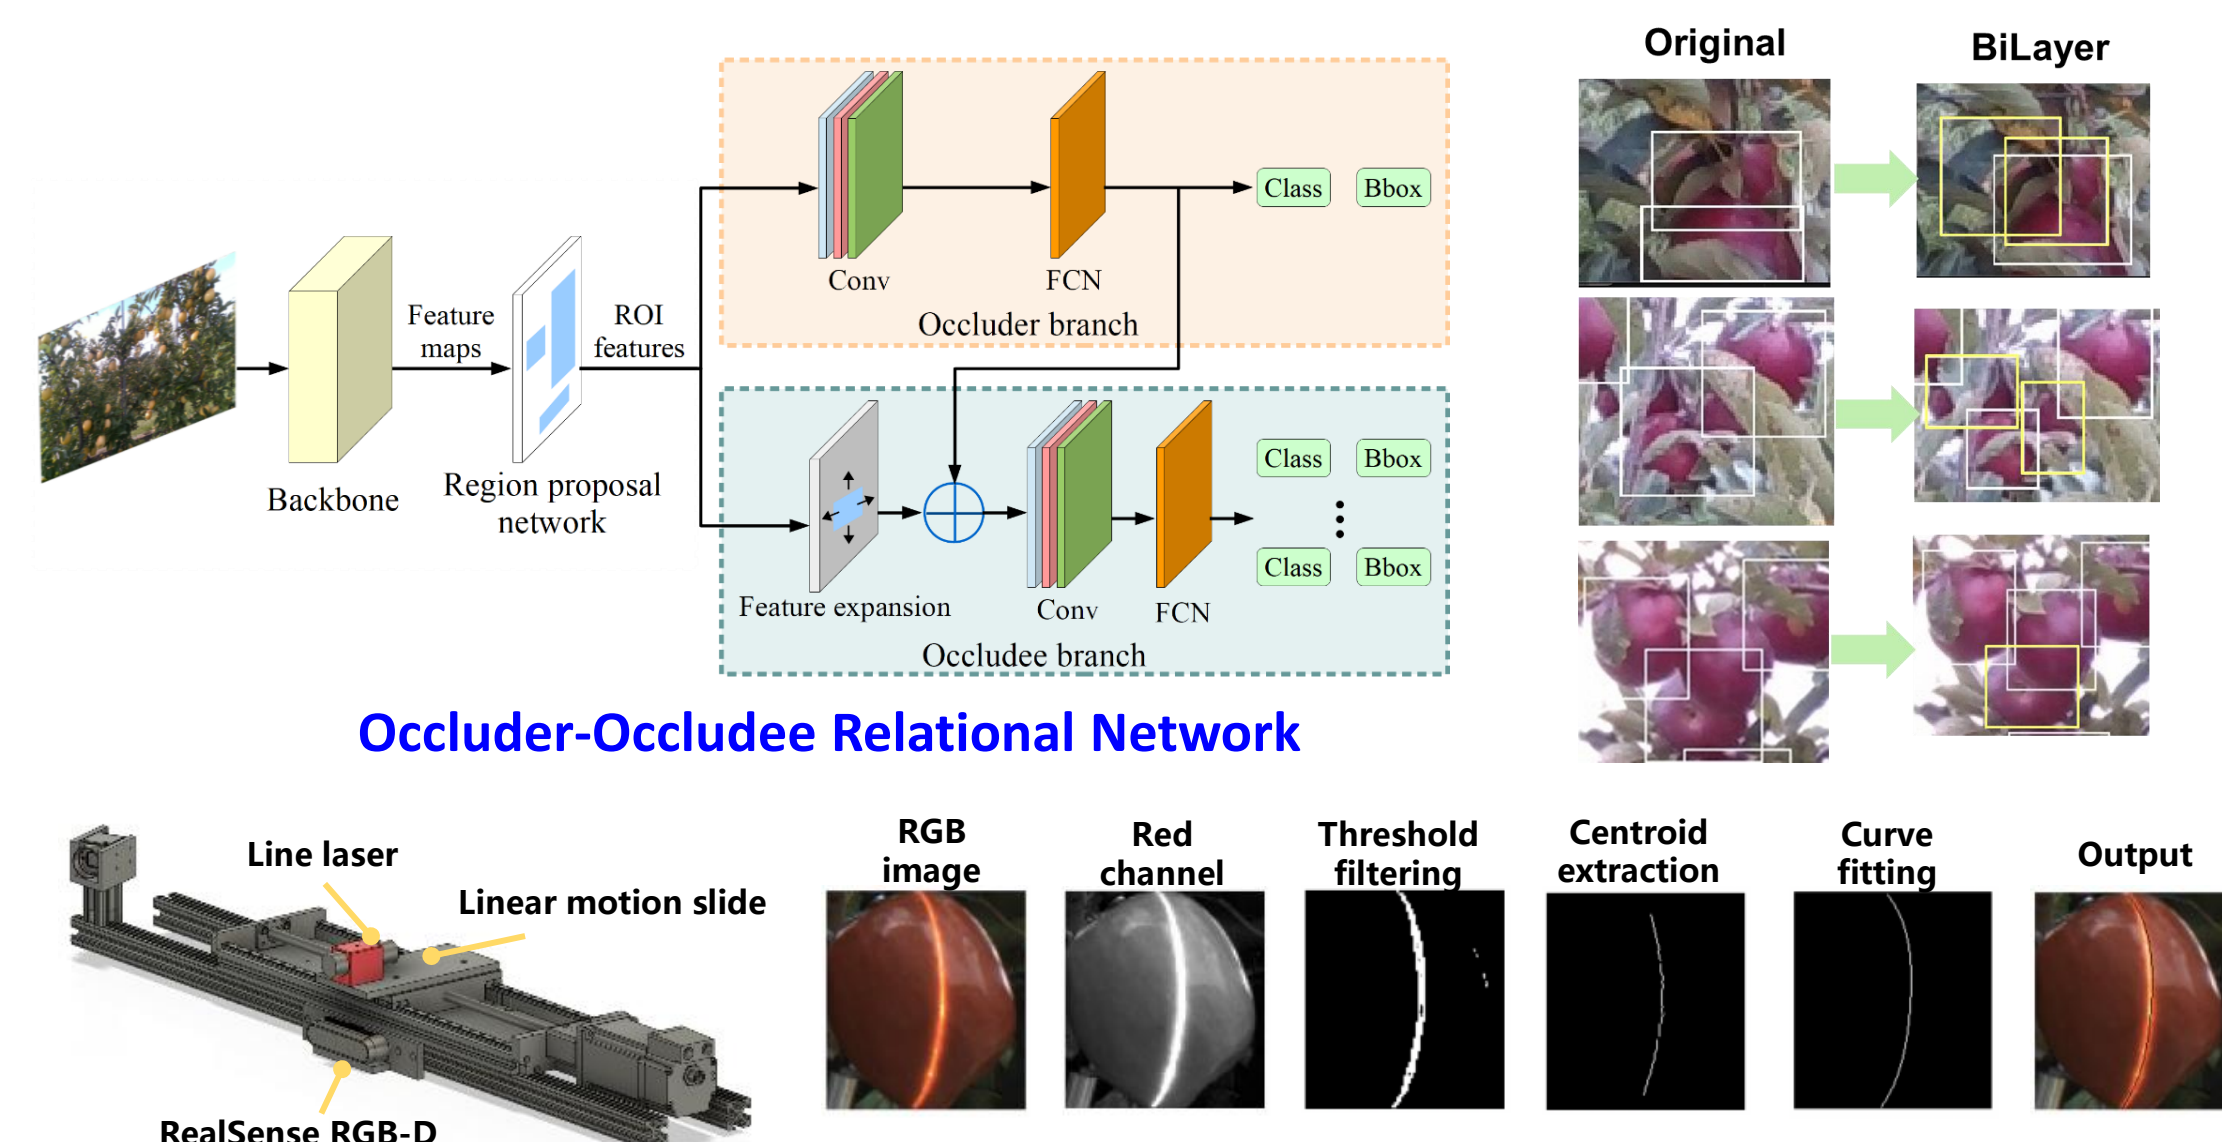 Original
BiLayer
Class
Bbox
Conv
FCN
Occluder branch
Feature
maps
ROI
features
Backbone
Region proposal
network
Class
Bbox
Class
Bbox
Feature expansion
Conv
FCN
Occludee branch
Occluder-Occludee Relational Network
Line laser
Linear motion slide
RealSense RGB-D
RGB
image
Red
channel
Threshold
filtering
Centroid
extraction
Curve
fitting
Output